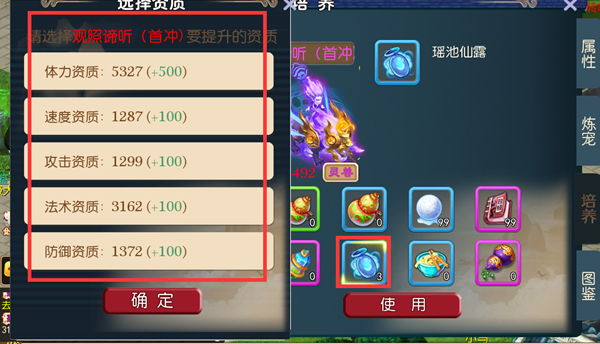 选择资质
请选择观照谛听（首冲）要提升的资质
体力资质：5327 (+500)
速度资质：1287 (+100)
攻击资质：1299 (+100)
法术资质：3162 (+100)
防御资质：1372 (+100)
确 定
培 养
听（首冲）
瑶池仙露
492
灵兽
0
0
99
99
0
3
0
0
使 用
属性
炼宠
培养
图鉴